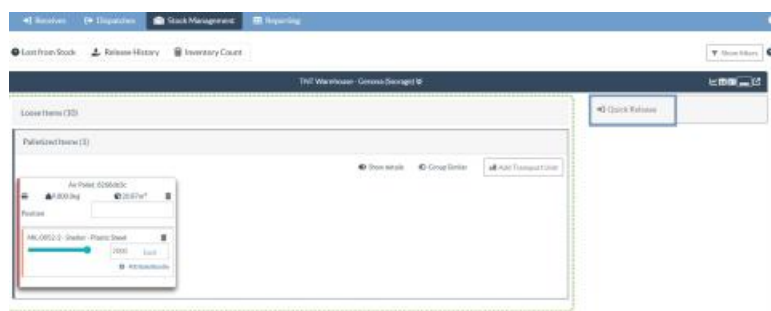 Receives Dispatches Stock Management Reporting
Lost from Stock Release History Inventory Count Show filters
TNT Warehouse - Genova (Storage)
Loose Items (10)
Quick Release
Palletized Items (1)
Show details Group Similar Add Transport Unit
Air Pallet
Position
Shelter - Plastic Sheet
2000